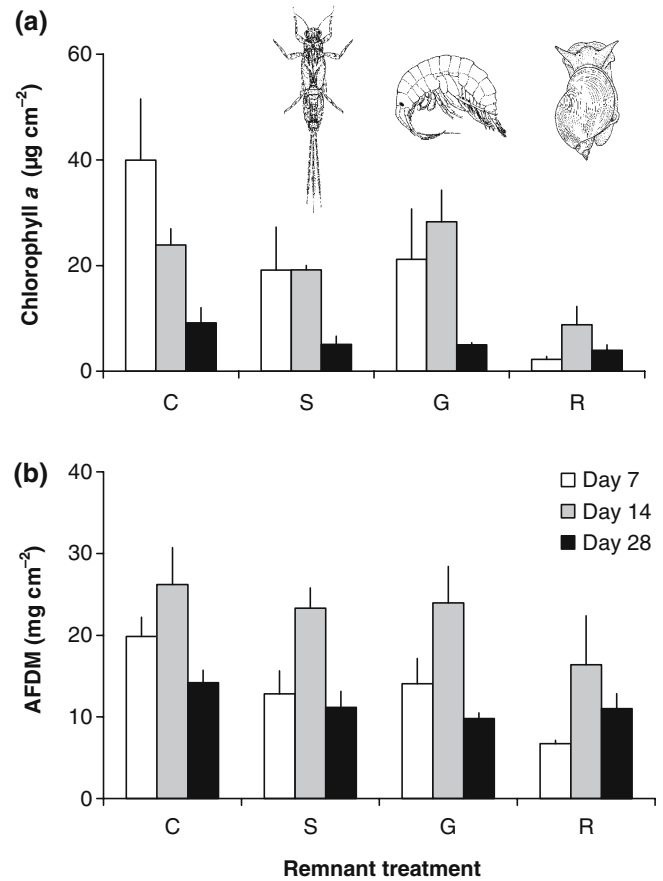 (a)
Chlorophyll a (µg cm−2)
60
40
20
0
C S G R
(b)
AFDM (mg cm−2)
40
30
20
10
0
Day 7
Day 14
Day 28
C S G R
Remnant treatment